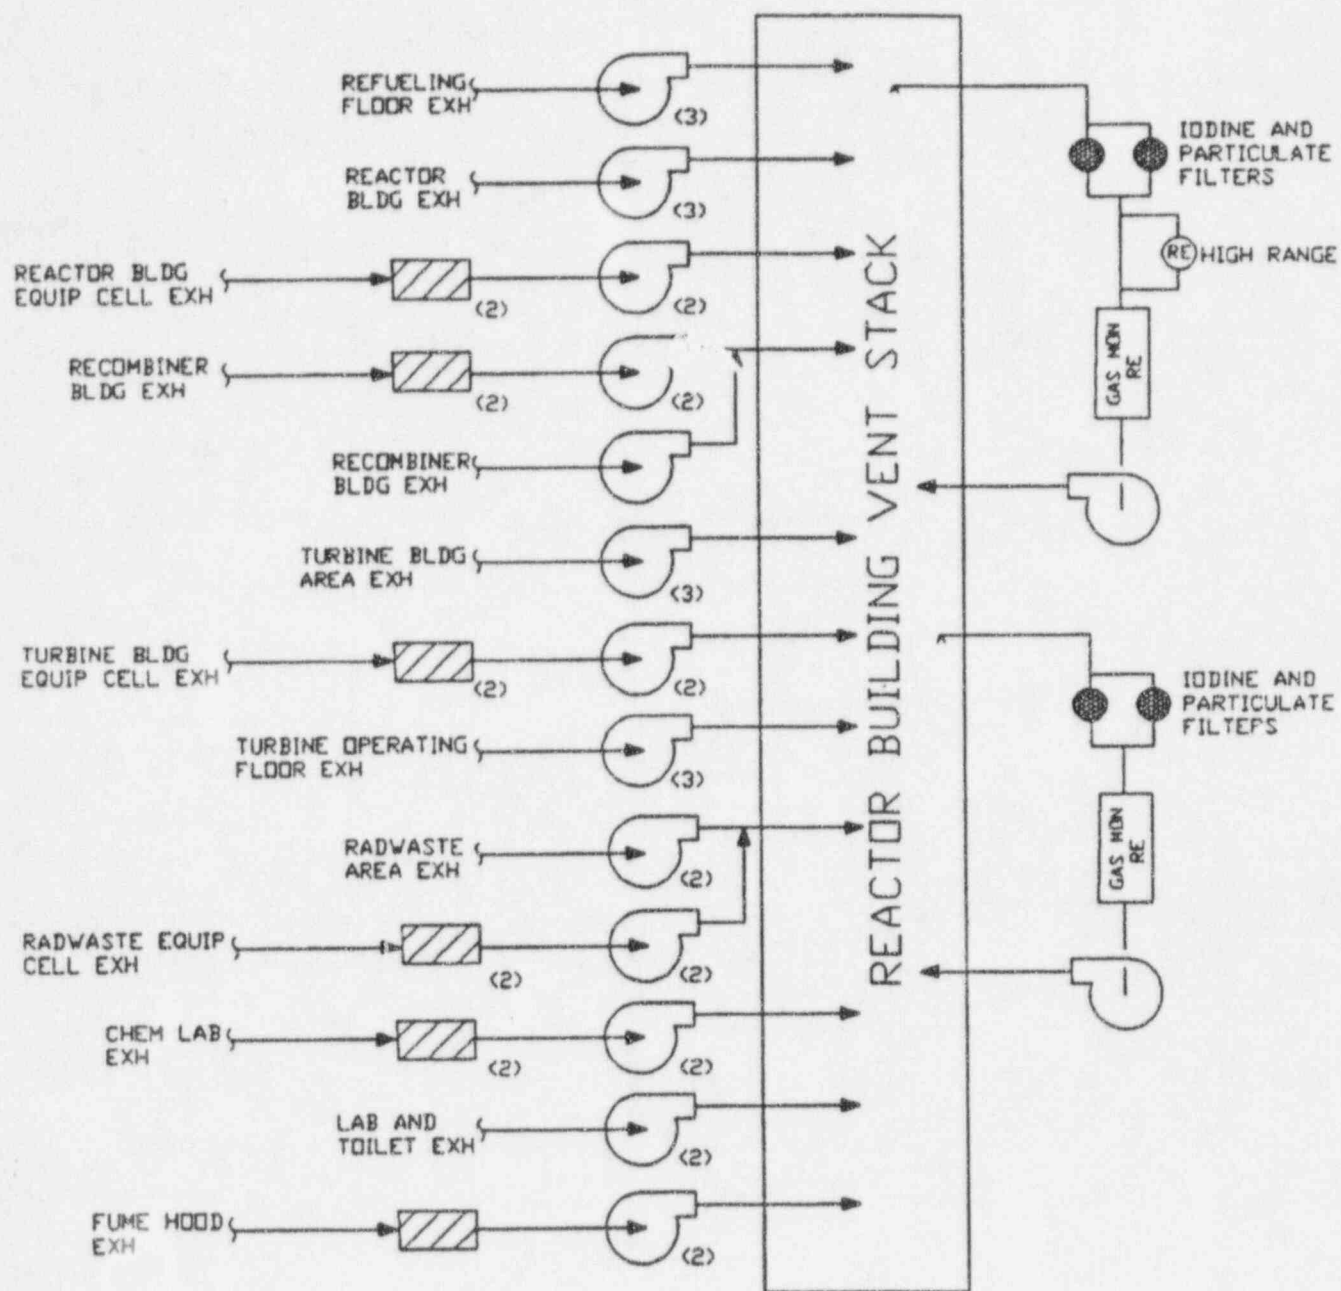 REFUELING
FLOOR EXH
(3)
REACTOR
BLDG EXH
(3)
REACTOR BLDG
EQUIP CELL EXH
(2)
(2)
RECOMBINER
BLDG EXH
(2)
(2)
RECOMBINER
BLDG EXH
TURBINE BLDG
AREA EXH
(3)
TURBINE BLDG
EQUIP CELL EXH
(2)
(2)
TURBINE OPERATING
FLOOR EXH
(3)
RADWASTE
AREA EXH
(2)
RADWASTE EQUIP
CELL EXH
(2)
(2)
CHEM LAB
EXH
(2)
(2)
LAB AND
TOILET EXH
(2)
FUME HOOD
EXH
(2)
REACTOR BUILDING VENT STACK
IODINE AND
PARTICULATE
FILTERS
RE
HIGH RANGE
GAS MON
RE
IODINE AND
PARTICULATE
FILTEPS
GAS MON
RE